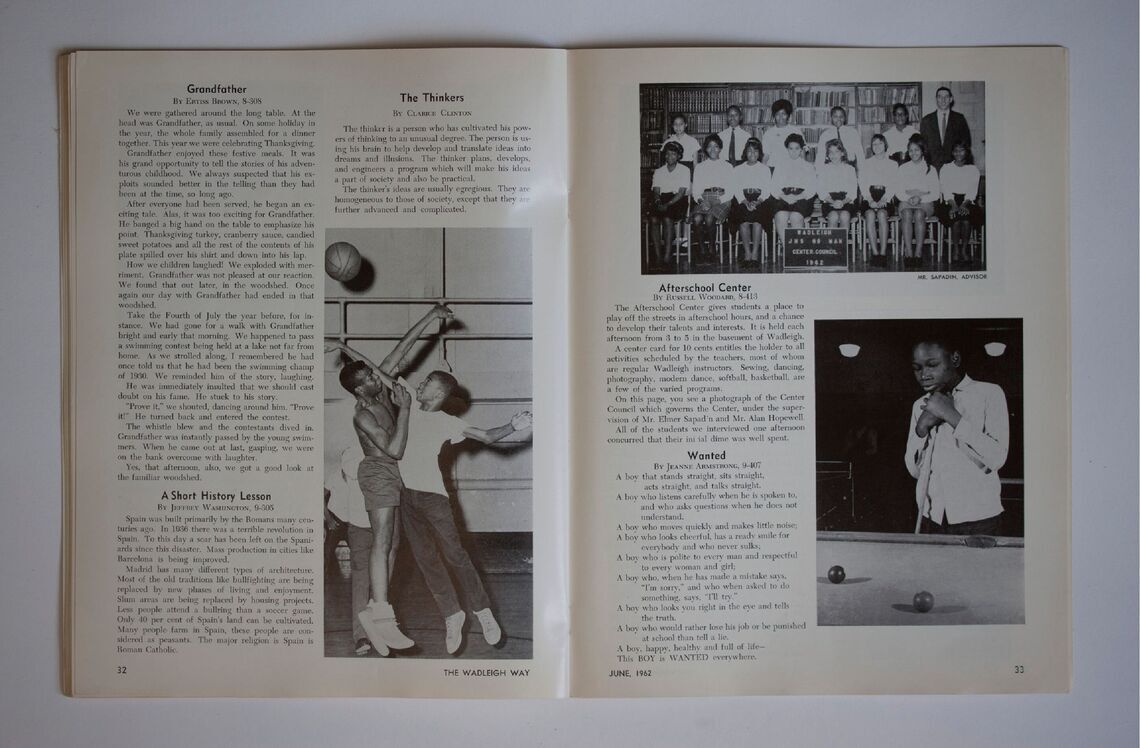 Grandfather
By Ertiss Brown, 8-308
We were gathered around the long table. At the
head was Grandfather, as usual. On some holiday in
the year, the whole family assembled for a dinner
together. This year we were celebrating Thanksgiving.
Grandfather enjoyed these festive meals. It was
his grand opportunity to tell the stories of his adven-
turous childhood. We always suspected that his ex-
ploits sounded better in the telling than they had
been at the time, so long ago.
After everyone had been served, he began an ex-
citing tale. Alas, it was too exciting for Grandfather.
He banged a big hand on the table to emphasize his
point. Thanksgiving turkey, cranberry sauce, candied
sweet potatoes and all the rest of the contents of his
plate spilled over his shirt and down into his lap.
How we children laughed! We exploded with mer-
riment. Grandfather was not pleased at our reaction.
We found that out later, in the woodshed. Once
again our day with Grandfather had ended in that
woodshed.
Take the Fourth of July the year before, for in-
stance. We had gone for a walk with Grandfather
bright and early that morning. We happened to pass
a swimming contest being held at a lake not far from
home. As we strolled along, I remembered he had
once told us that he had been the swimming champ
of 1930. We reminded him of the story, laughing.
He was immediately insulted that we should cast
doubt on his fame. He stuck to his story.
"Prove it," we shouted, dancing around him. "Prove
it!" He turned back and entered the contest.
The whistle blew and the contestants dived in.
Grandfather was instantly passed by the young swim-
mers. When he came out at last, gasping, we were
on the bank overcome with laughter.
Yes, that afternoon, also, we got a good look at
the familiar woodshed.
A Short History Lesson
By Jeffrey Washington, 9-305
Spain was built primarily by the Romans many cen-
turies ago. In 1936 there was a terrible revolution in
Spain. To this day a scar has been left on the Spani-
ards since this disaster. Mass production in cities like
Barcelona is being improved.
Madrid has many different types of architecture.
Most of the old traditions like bullfighting are being
replaced by new phases of living and enjoyment.
Slum areas are being replaced by housing projects.
Less people attend a bullring than a soccer game.
Only 40 per cent of Spain's land can be cultivated.
Many people farm in Spain, these people are con-
sidered as peasants. The major religion is Spain is
Roman Catholic.
32
The Thinkers
By Clarice Clinton
The thinker is a person who has cultivated his pow-
ers of thinking to an unusual degree. The person is us-
ing his brain to help develop and translate ideas into
dreams and illusions. The thinker plans, develops,
and engineers a program which will make his ideas
a part of society and also be practical.
The thinker's ideas are usually egregious. They are
homogeneous to those of society, except that they are
further advanced and complicated.
THE WADLEIGH WAY
WADLEIGH
JHS 88 MAN
CENTER COUNCIL
1962
MR. SAPADIN, ADVISOR
Afterschool Center
By Russell Woodard, 8-413
The Afterschool Center gives students a place to
play off the streets in afterschool hours, and a chance
to develop their talents and interests. It is held each
afternoon from 3 to 5 in the basement of Wadleigh.
A center card for 10 cents entitles the holder to all
activities scheduled by the teachers, most of whom
are regular Wadleigh instructors. Sewing, dancing,
photography, modern dance, softball, basketball, are
a few of the varied programs.
On this page, you see a photograph of the Center
Council which governs the Center, under the super-
vision of Mr. Elmer Sapad'n and Mr. Alan Hopewell.
All of the students we interviewed one afternoon
concurred that their ini ial dime was well spent.
Wanted
By Jeanne Armstrong, 9-407
A boy that stands straight, sits straight,
acts straight, and talks straight.
A boy who listens carefully when he is spoken to,
and who asks questions when he does not
understand.
A boy who moves quickly and makes little noise;
A boy who looks cheerful, has a ready smile for
everybody and who never sulks;
A boy who is polite to every man and respectful
to every woman and girl;
A boy who, when he has made a mistake says,
"I'm sorry," and who when asked to do
something, says, "I'll try."
A boy who looks you right in the eye and tells
the truth.
A boy who would rather lose his job or be punished
at school than tell a lie.
A boy, happy, healthy and full of life—
This BOY is WANTED everywhere.
JUNE, 1962
33